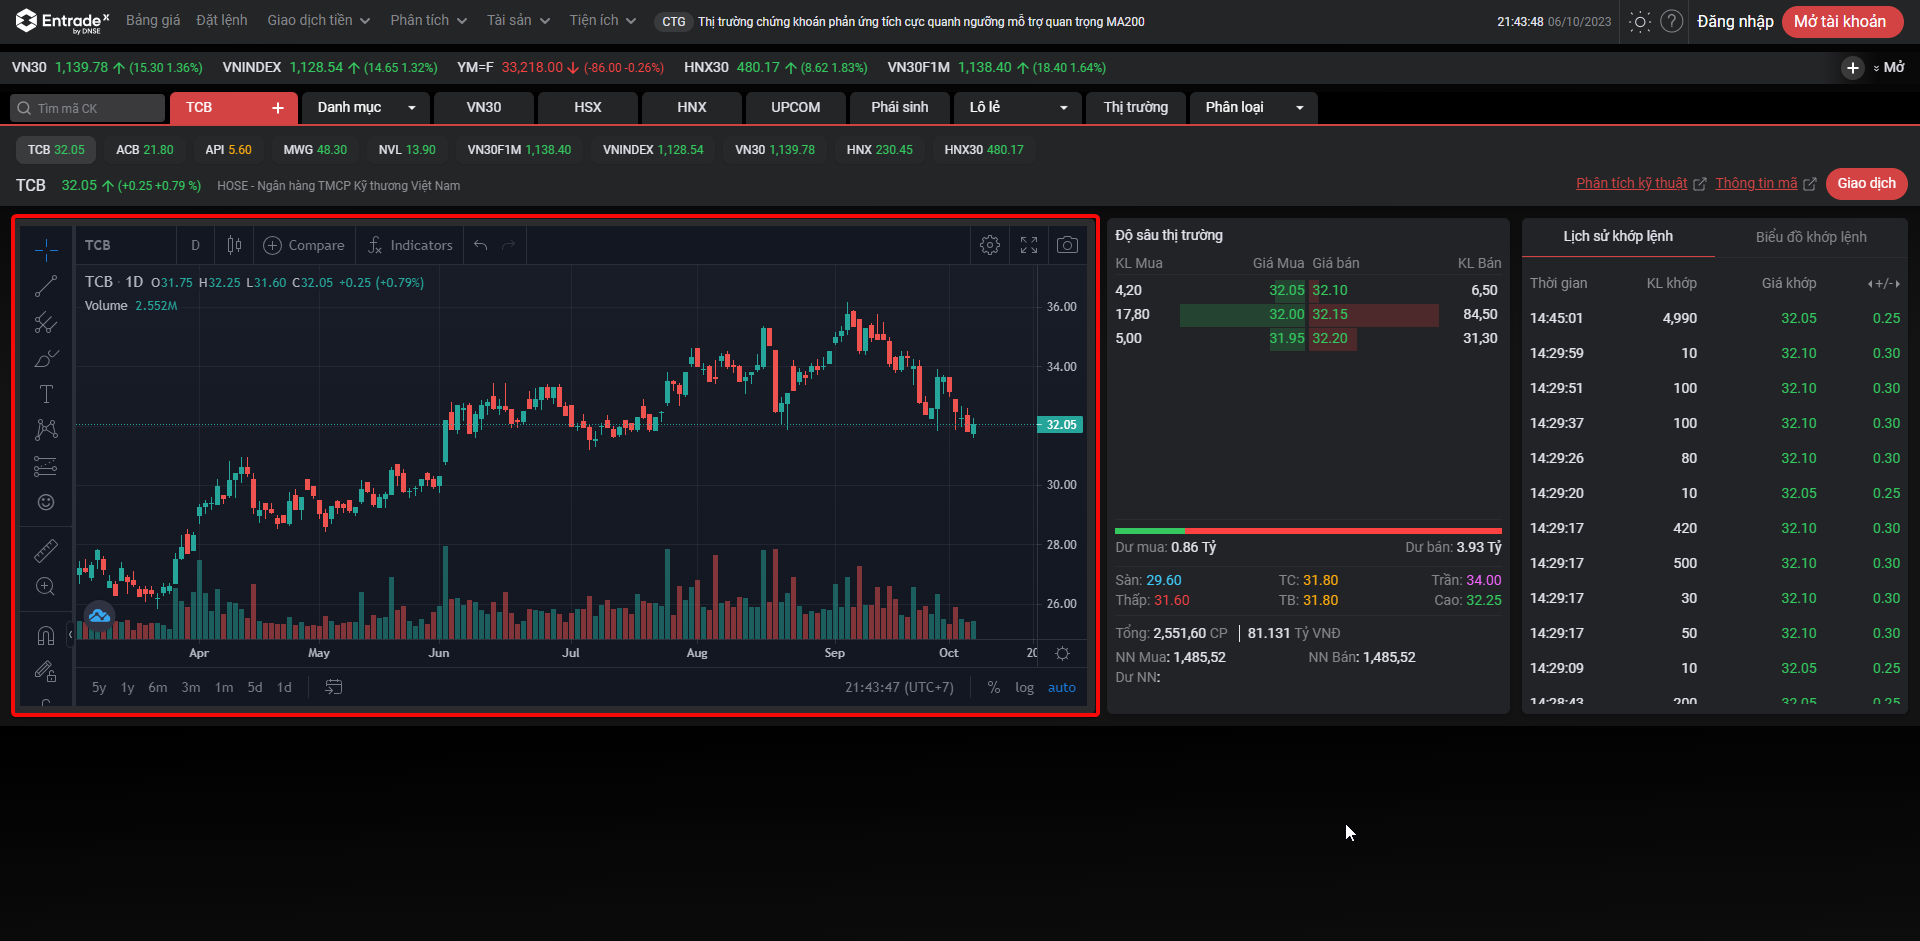 Entrade X by DNSE Bảng giá Đặt lệnh Giao dịch tiền Phân tích Tài sản Tiện ích CTG Thị trường chứng khoán phản ứng tích cực quanh ngưỡng mỗ trợ quan trọng MA200 21:43:48 06/10/2023 ? Đăng nhập Mở tài khoản
VN30 1,139.78 (15.30 1.36%) VNINDEX 1,128.54 (14.65 1.32%) YM=F 33,218.00 (-86.00 -0.26%) HNX30 480.17 (8.62 1.83%) VN30F1M 1,138.40 (18.40 1.64%) Mở
Tìm mã CK TCB + Danh mục VN30 HSX HNX UPCOM Phái sinh Lô lẻ Thị trường Phân loại
TCB 32.05 ACB 21.80 API 5.60 MWG 48.30 NVL 13.90 VN30F1M 1,138.40 VNINDEX 1,128.54 VN30 1,139.78 HNX 230.45 HNX30 480.17
TCB 32.05 (+0.25 +0.79 %) HOSE - Ngân hàng TMCP Kỹ thương Việt Nam Phân tích kỹ thuật Thông tin mã Giao dịch
TCB D Compare Indicators
TCB · 1D O31.75 H32.25 L31.60 C32.05 +0.25 (+0.79%)
Volume 2.552M
36.00
34.00
32.05
30.00
28.00
26.00
Apr May Jun Jul Aug Sep Oct 20
5y 1y 6m 3m 1m 5d 1d 21:43:47 (UTC+7) % log auto
Độ sâu thị trường
KL Mua Giá Mua Giá bán KL Bán
4,20 32.05 32.10 6,50
17,80 32.00 32.15 84,50
5,00 31.95 32.20 31,30
Dư mua: 0.86 Tỷ Dư bán: 3.93 Tỷ
Sàn: 29.60 TC: 31.80 Trần: 34.00
Thấp: 31.60 TB: 31.80 Cao: 32.25
Tổng: 2,551,60 CP | 81.131 Tỷ VNĐ
NN Mua: 1,485,52 NN Bán: 1,485,52
Dư NN:
Lịch sử khớp lệnh Biểu đồ khớp lệnh
Thời gian KL khớp Giá khớp +/-
14:45:01 4,990 32.05 0.25
14:29:59 10 32.10 0.30
14:29:51 100 32.10 0.30
14:29:37 100 32.10 0.30
14:29:26 80 32.10 0.30
14:29:20 10 32.05 0.25
14:29:17 420 32.10 0.30
14:29:17 500 32.10 0.30
14:29:17 30 32.10 0.30
14:29:17 50 32.10 0.30
14:29:09 10 32.05 0.25
14:28:43 200 32.05 0.25